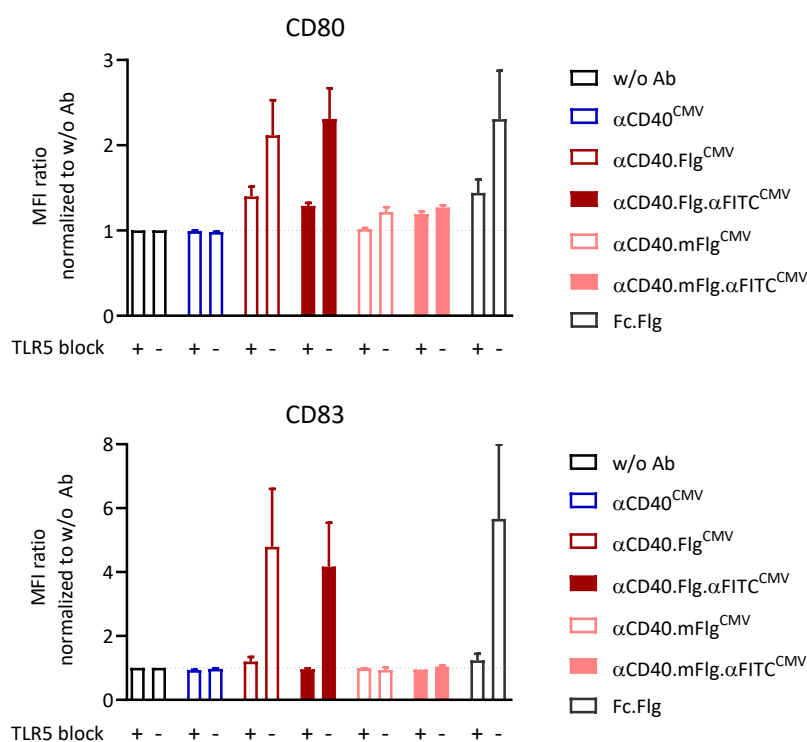 CD80
MFI ratio
normalized to w/o Ab
3
2
1
0
TLR5 block + - + - + - + - + - + - + -
w/o Ab
αCD40CMV
αCD40.FlgCMV
αCD40.Flg.αFITCCMV
αCD40.mFlgCMV
αCD40.mFlg.αFITCCMV
Fc.Flg
CD83
MFI ratio
normalized to w/o Ab
8
6
4
2
0
TLR5 block + - + - + - + - + - + - + -
w/o Ab
αCD40CMV
αCD40.FlgCMV
αCD40.Flg.αFITCCMV
αCD40.mFlgCMV
αCD40.mFlg.αFITCCMV
Fc.Flg